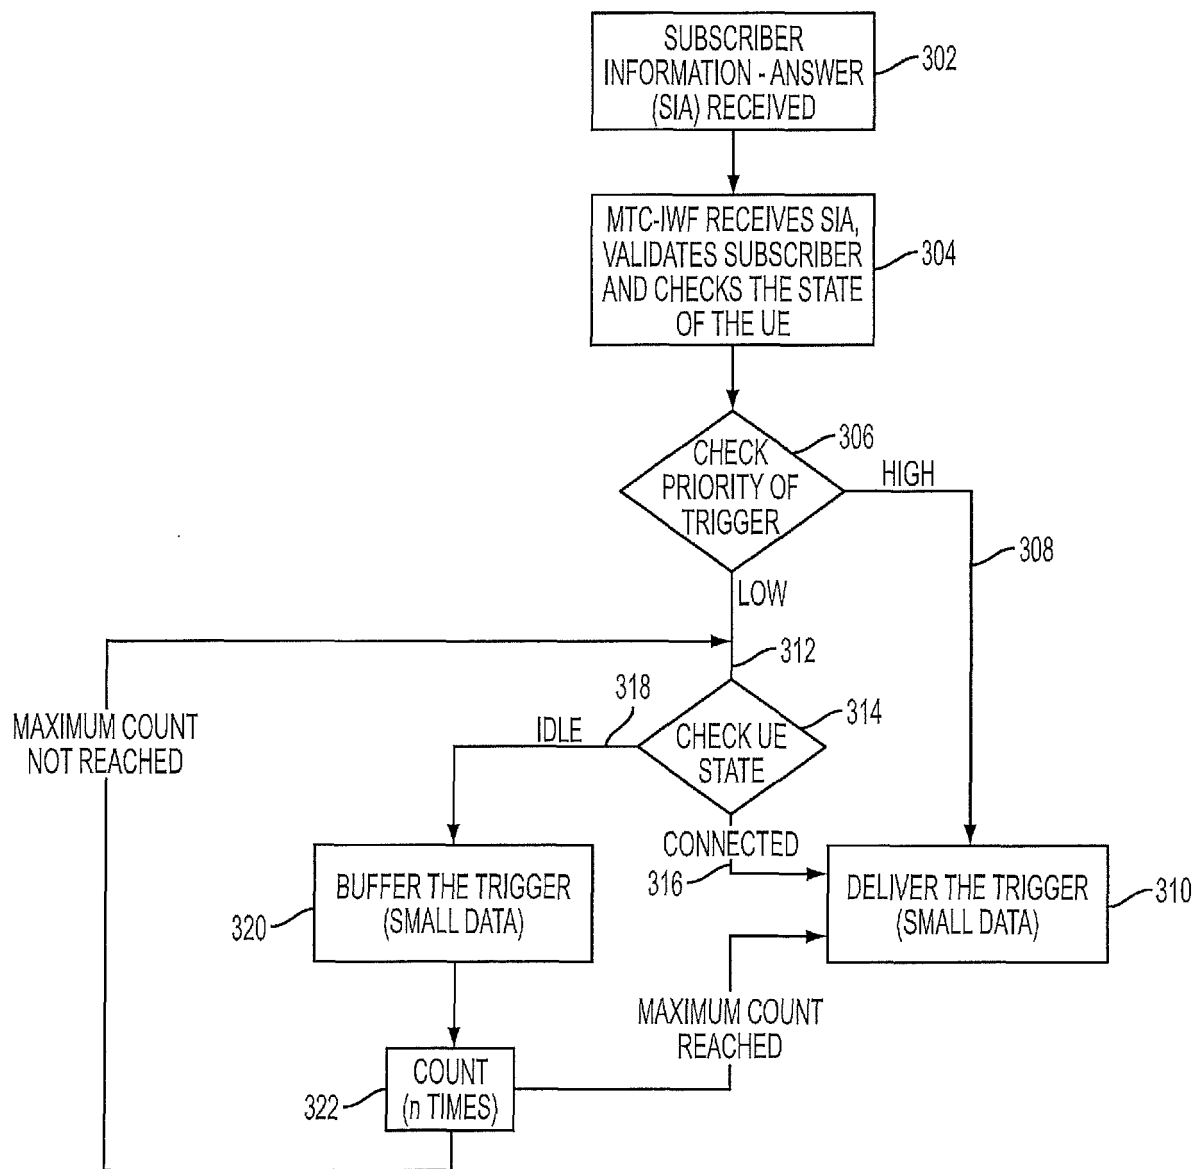 SUBSCRIBER
INFORMATION - ANSWER
(SIA) RECEIVED
302
MTC-IWF RECEIVES SIA,
VALIDATES SUBSCRIBER
AND CHECKS THE STATE
OF THE UE
304
CHECK
PRIORITY OF
TRIGGER
306
HIGH
308
LOW
312
MAXIMUM COUNT
NOT REACHED
IDLE
318
CHECK UE
STATE
314
CONNECTED
316
BUFFER THE TRIGGER
(SMALL DATA)
320
DELIVER THE TRIGGER
(SMALL DATA)
310
MAXIMUM COUNT
REACHED
COUNT
(n TIMES)
322